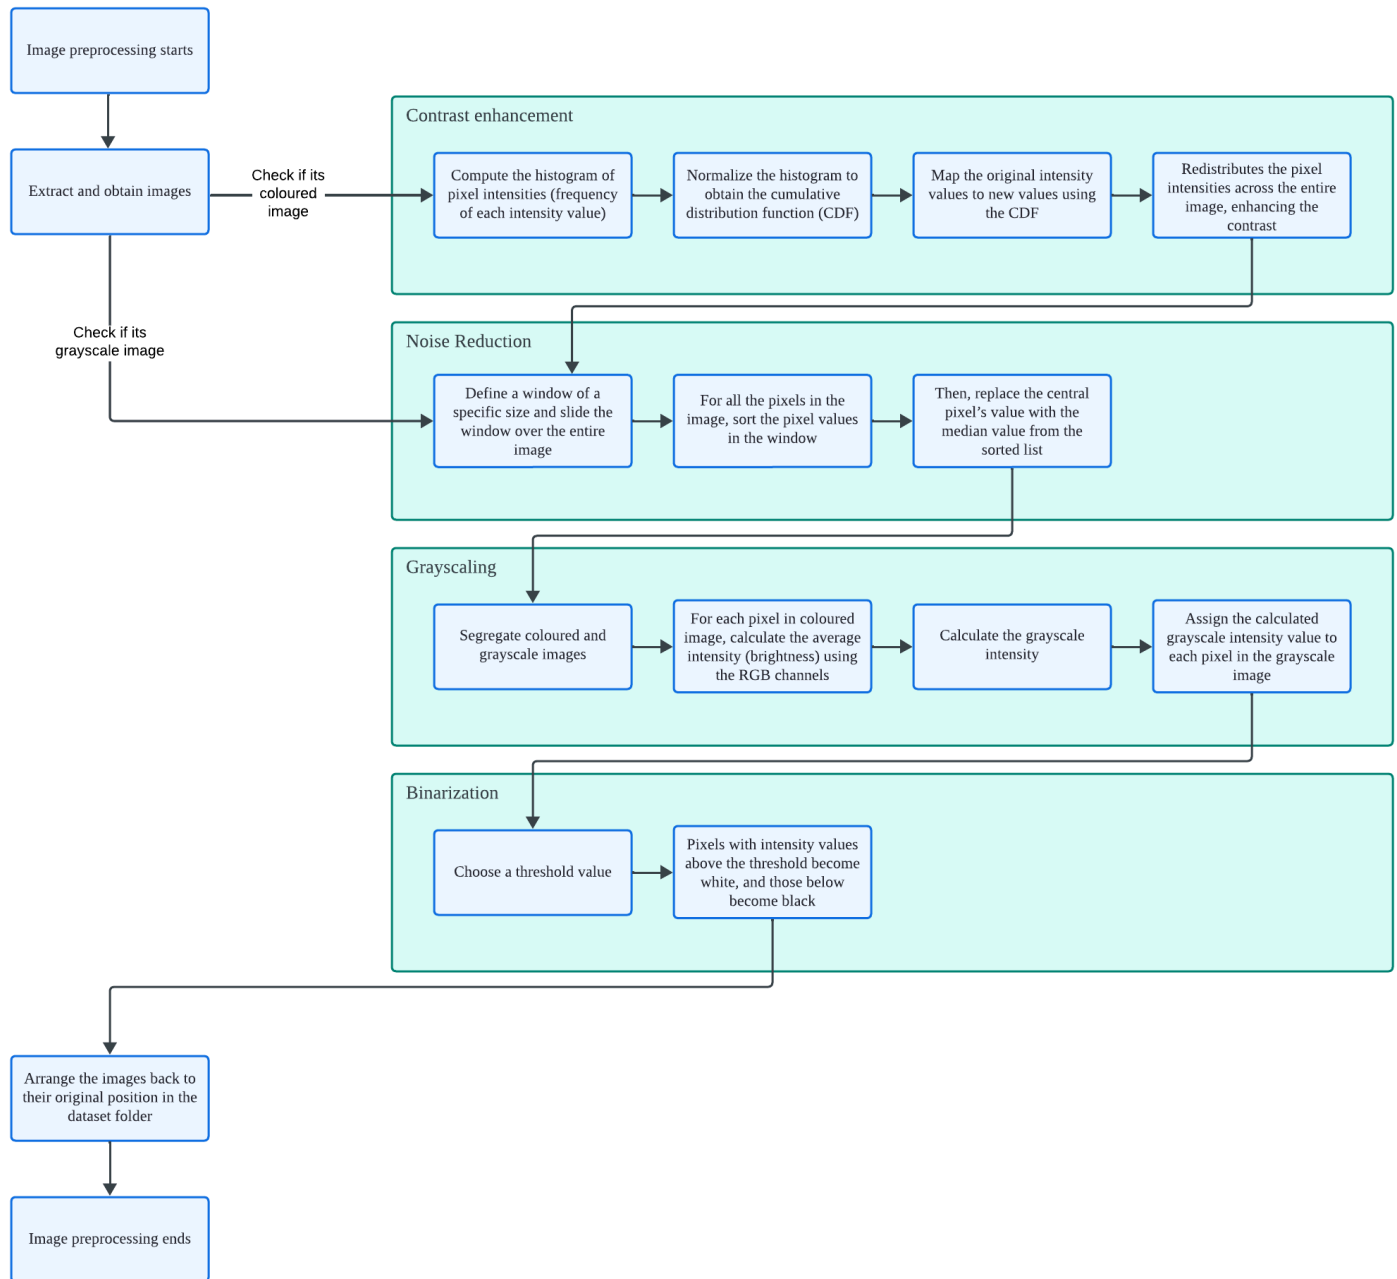 Image preprocessing starts
Extract and obtain images
Check if its
coloured
image
Check if its
grayscale image
Contrast enhancement
Compute the histogram of
pixel intensities (frequency
of each intensity value)
Normalize the histogram to
obtain the cumulative
distribution function (CDF)
Map the original intensity
values to new values using
the CDF
Redistributes the pixel
intensities across the entire
image, enhancing the
contrast
Noise Reduction
Define a window of a
specific size and slide the
window over the entire
image
For all the pixels in the
image, sort the pixel values
in the window
Then, replace the central
pixel’s value with the
median value from the
sorted list
Grayscaling
Segregate coloured and
grayscale images
For each pixel in coloured
image, calculate the average
intensity (brightness) using
the RGB channels
Calculate the grayscale
intensity
Assign the calculated
grayscale intensity value to
each pixel in the grayscale
image
Binarization
Choose a threshold value
Pixels with intensity values
above the threshold become
white, and those below
become black
Arrange the images back to
their original position in the
dataset folder
Image preprocessing ends